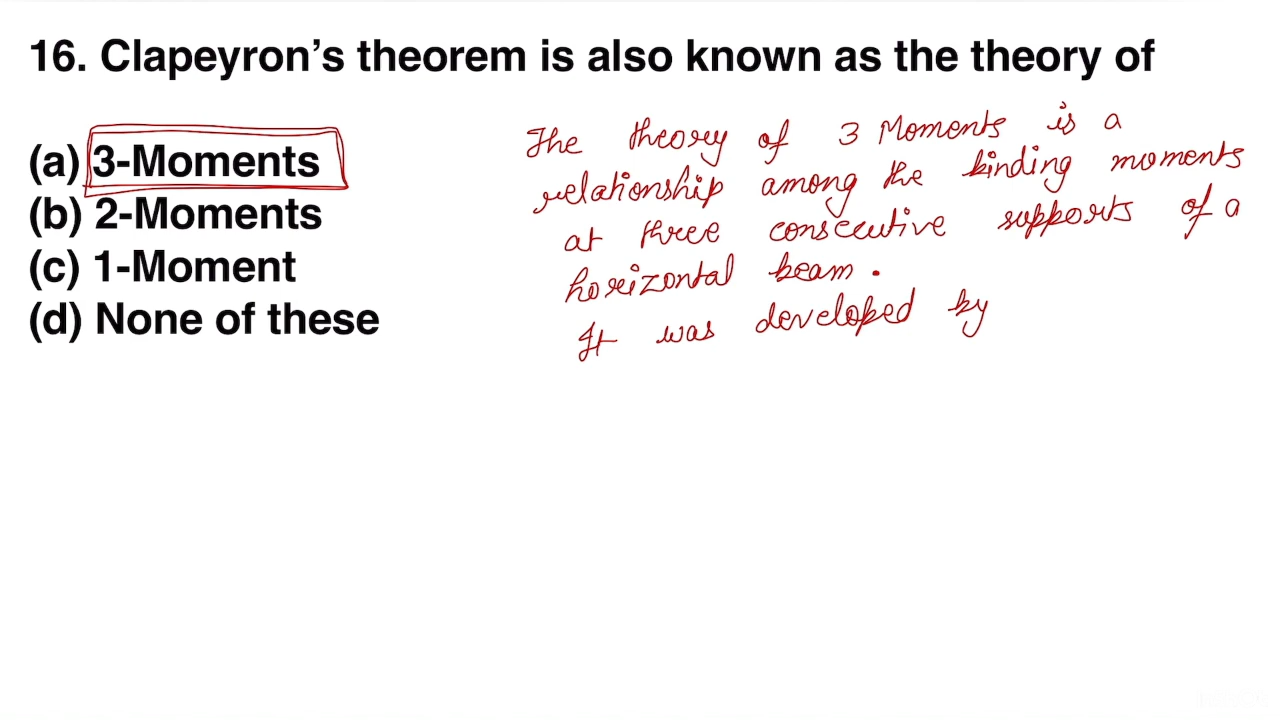 16. Clapeyron's theorem is also known as the theory of
(a) 3-Moments
(b) 2-Moments
(c) 1-Moment
(d) None of these
The theory of 3 Moments is a
relationship among the binding moments
at three consecutive supports of a
horizontal beam.
It was developed by